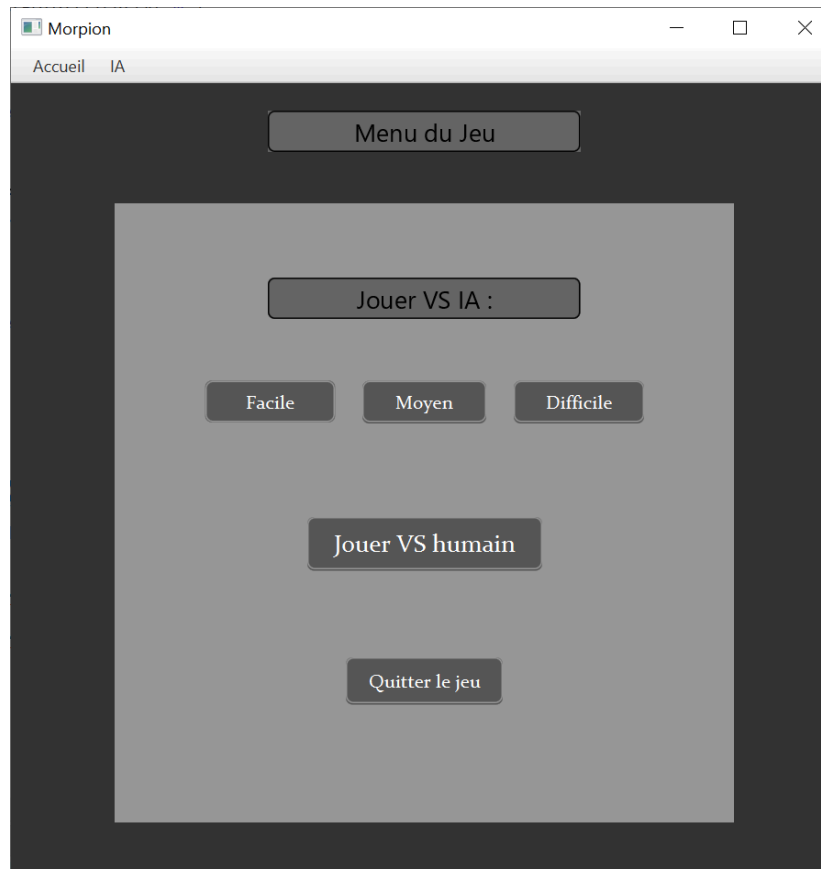 Morpion
Accueil IA
Menu du Jeu
Jouer VS IA :
Facile Moyen Difficile
Jouer VS humain
Quitter le jeu